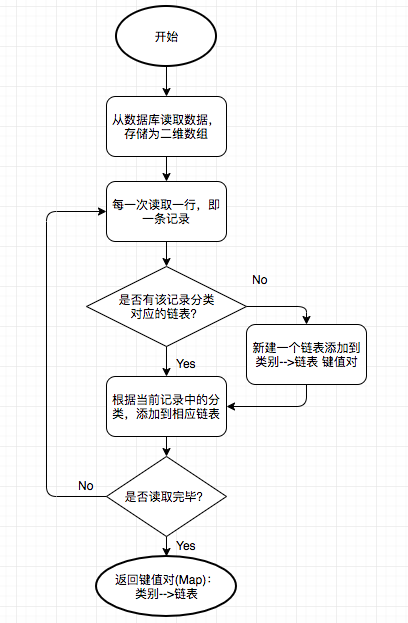 开始
从数据库读取数据，
存储为二维数组
每一次读取一行，即
一条记录
是否有该记录分类
对应的链表？
No
新建一个链表添加到
类别-->链表 键值对
Yes
根据当前记录中的分
类，添加到相应链表
是否读取完毕？
No
Yes
返回键值对(Map)：
类别-->链表